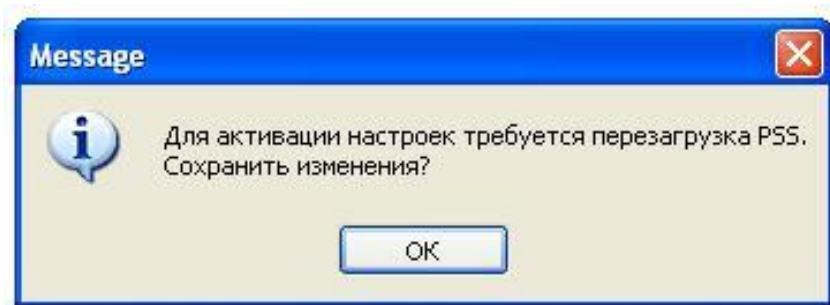 Message
Для активации настроек требуется перезагрузка PSS.
Сохранить изменения?
OK